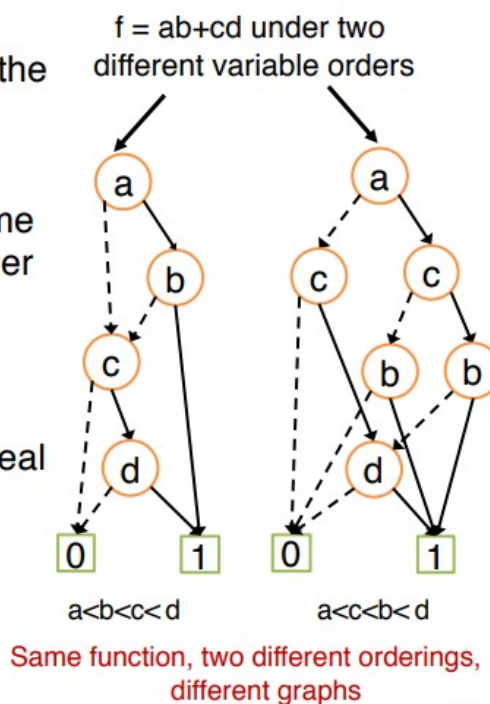 f = ab+cd under two
different variable orders
the
me
er
eal
a
b
c
d
0
1
a<b<c<d
a
c
c
b
b
d
0
1
a<c<b<d
Same function, two different orderings,
different graphs